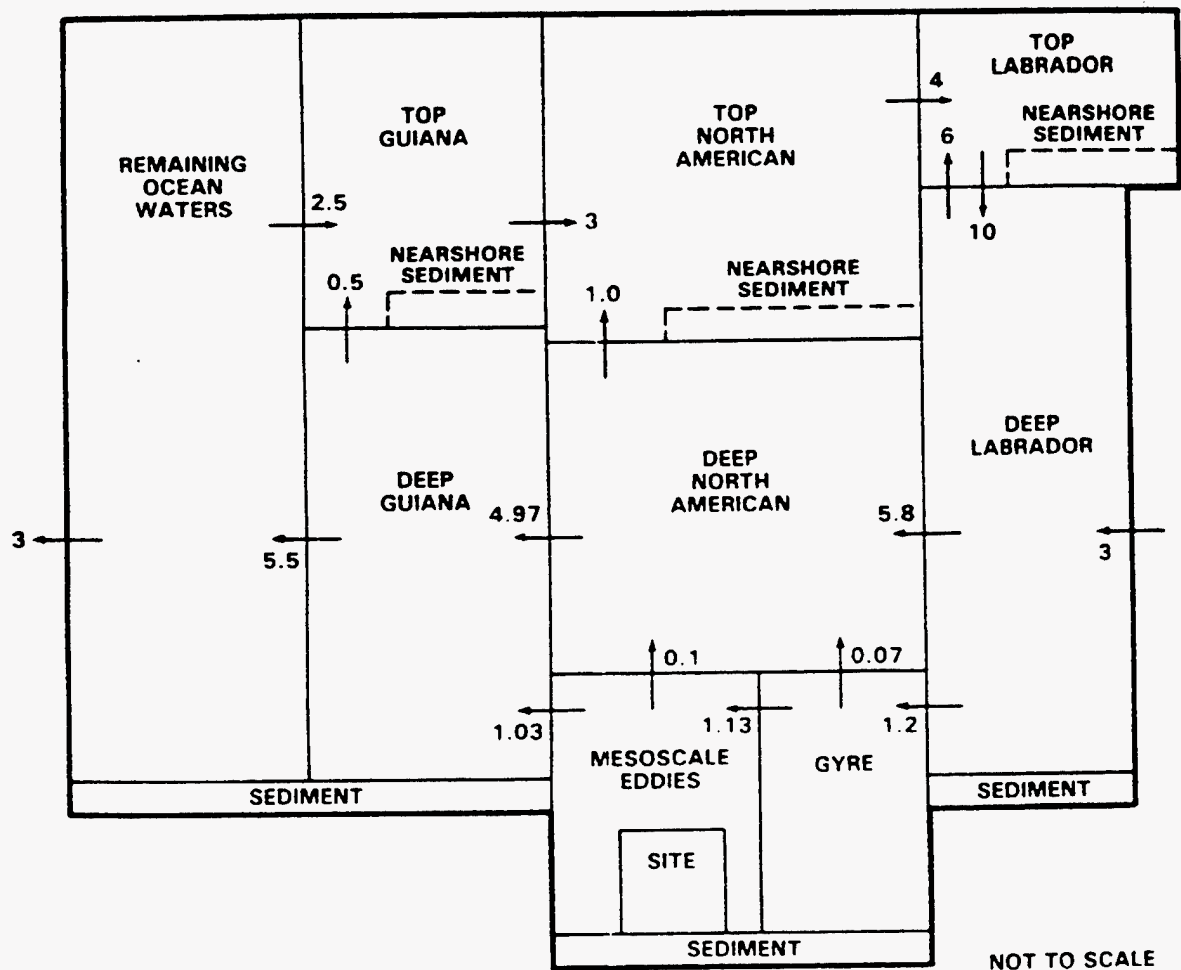 TOP
LABRADOR
4
NEARSHORE
SEDIMENT
6
10
TOP
GUIANA
TOP
NORTH
AMERICAN
REMAINING
OCEAN
WATERS
2.5
3
NEARSHORE
SEDIMENT
0.5
NEARSHORE
SEDIMENT
1.0
DEEP
LABRADOR
DEEP
GUIANA
DEEP
NORTH
AMERICAN
4.97
5.8
3
5.5
3
0.1
0.07
1.03
1.13
1.2
MESOSCALE
EDDIES
GYRE
SEDIMENT
SEDIMENT
SITE
SEDIMENT
NOT TO SCALE